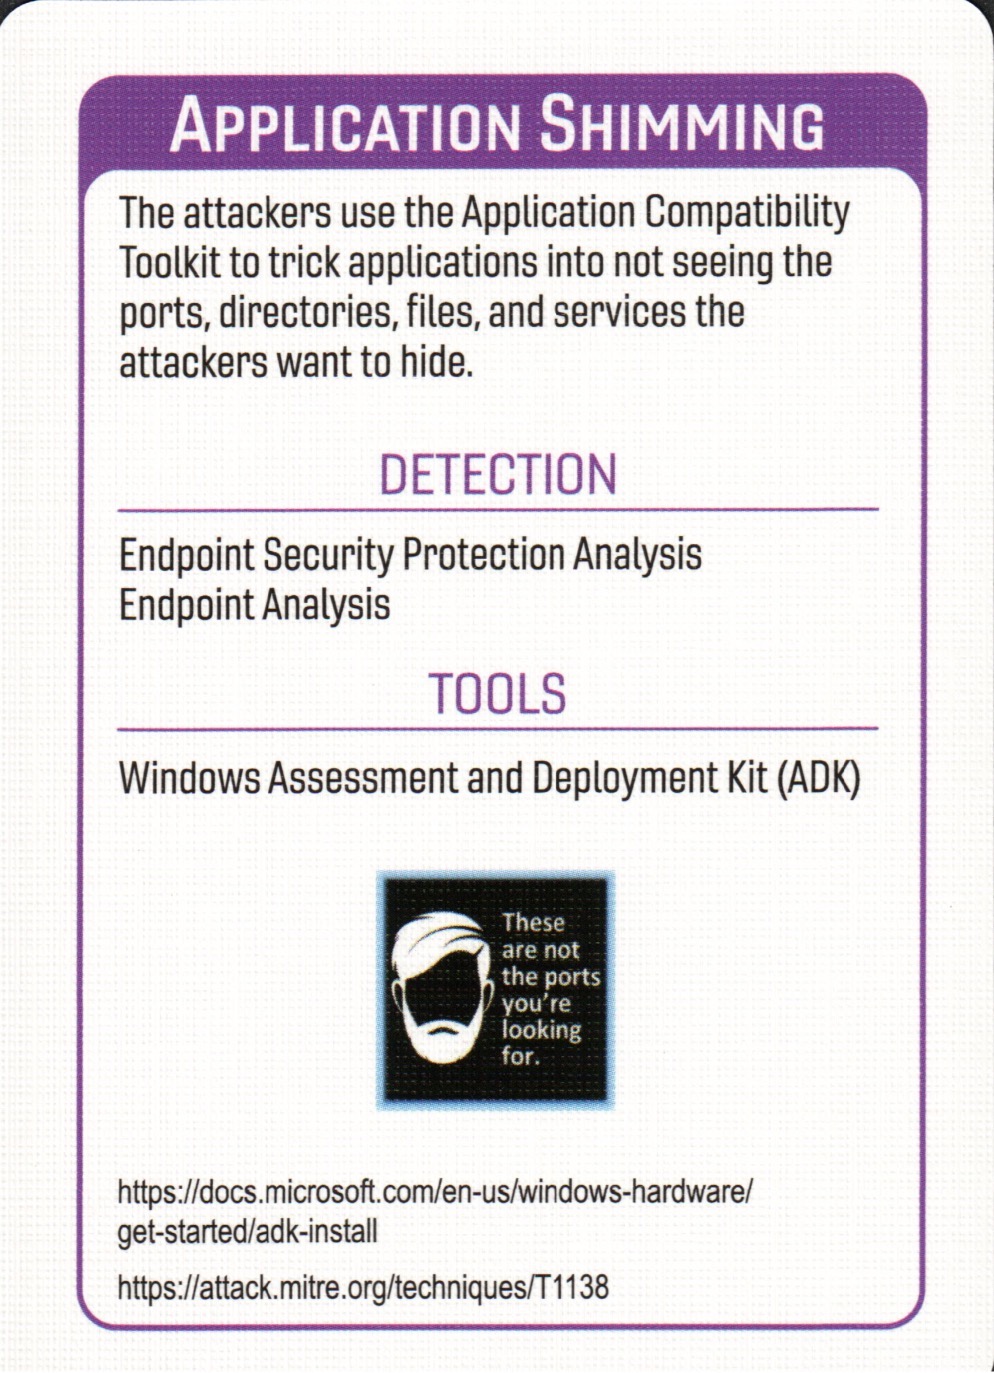 APPLICATION SHIMMING
The attackers use the Application Compatibility
Toolkit to trick applications into not seeing the
ports, directories, files, and services the
attackers want to hide.
DETECTION
Endpoint Security Protection Analysis
Endpoint Analysis
TOOLS
Windows Assessment and Deployment Kit (ADK)
These
are not
the ports
you're
looking
for.
https://docs.microsoft.com/en-us/windows-hardware/
get-started/adk-install
https://attack.mitre.org/techniques/T1138